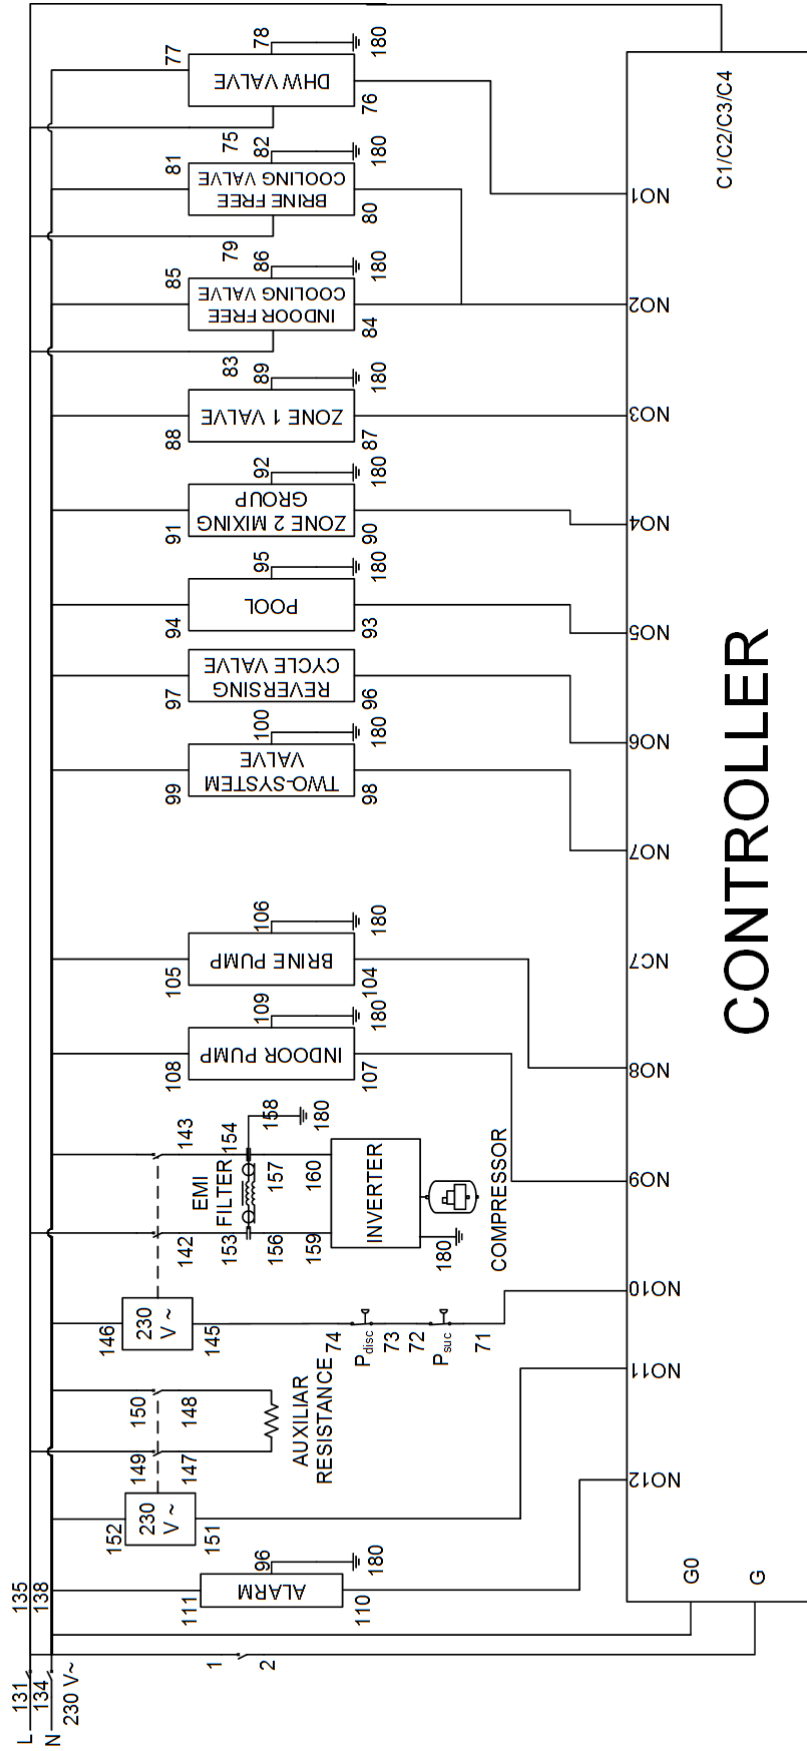 78
180
77
DHW VALVE
76
75
C1/C2/C3/C4
81
82
180
BRINE FREE
COOLING VALVE
80
NO1
79
85
86
180
INDOOR FREE
COOLING VALVE
84
NO2
83
89
180
88
ZONE 1 VALVE
87
NO3
92
180
91
ZONE 2 MIXING
GROUP
90
NO4
95
180
94
POOL
93
NO5
97
REVERSING
CYCLE VALVE
96
NO6
100
180
99
TWO-SYSTEM
VALVE
98
NO7
106
180
105
BRINE PUMP
104
NC7
109
180
108
INDOOR PUMP
107
NO8
143
154
158
180
EMI
FILTER
157
160
INVERTER
COMPRESSOR
NO9
142
153
156
159
180
146
230
V ~
145
74
Pdisc
73
72
Psuc
71
NO10
150
148
AUXILIAR
RESISTANCE
NO11
149
147
152
230
V ~
151
NO12
135
138
96
180
111
ALARM
110
G0
G
1
2
131
134
L
N
230 V~
CONTROLLER